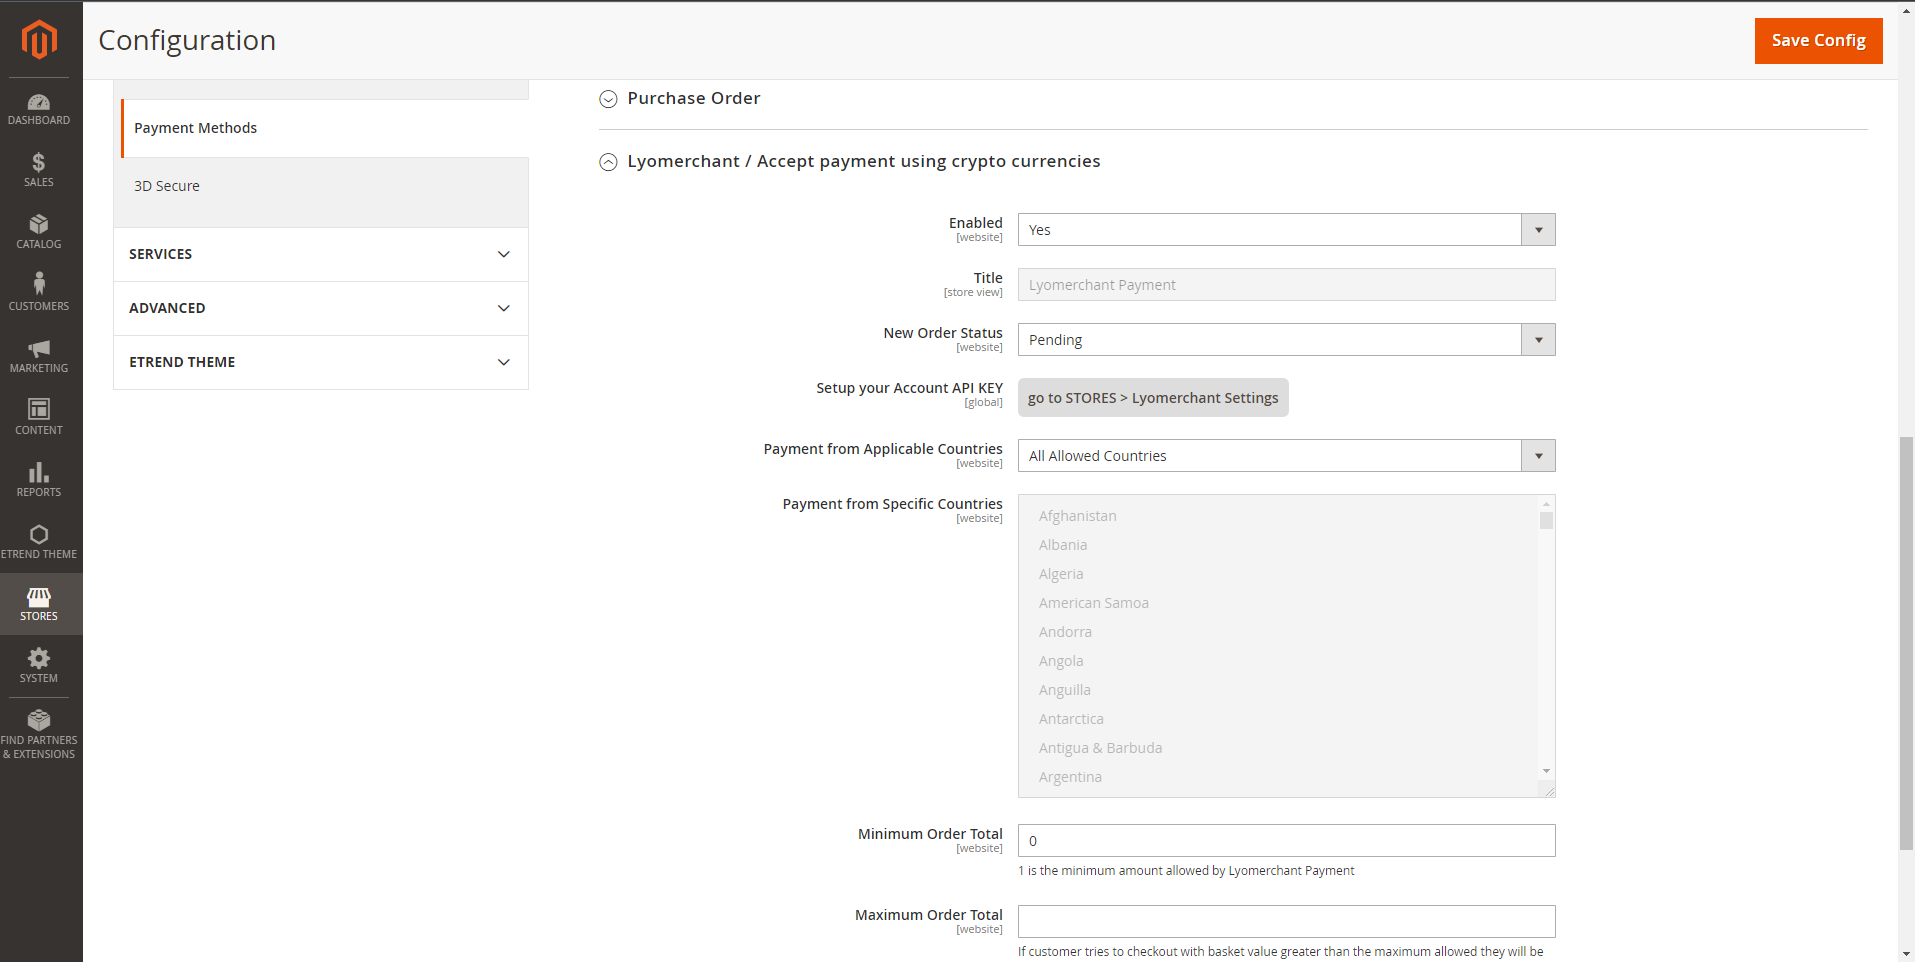 Configuration
Save Config
DASHBOARD
SALES
CATALOG
CUSTOMERS
MARKETING
CONTENT
REPORTS
ETREND THEME
STORES
SYSTEM
FIND PARTNERS
& EXTENSIONS
Payment Methods
3D Secure
SERVICES
ADVANCED
ETREND THEME
Purchase Order
Lyomerchant / Accept payment using crypto currencies
Enabled
[website]
Yes
Title
[store view]
Lyomerchant Payment
New Order Status
[website]
Pending
Setup your Account API KEY
[global]
go to STORES > Lyomerchant Settings
Payment from Applicable Countries
[website]
All Allowed Countries
Payment from Specific Countries
[website]
Afghanistan
Albania
Algeria
American Samoa
Andorra
Angola
Anguilla
Antarctica
Antigua & Barbuda
Argentina
Minimum Order Total
[website]
0
1 is the minimum amount allowed by Lyomerchant Payment
Maximum Order Total
[website]
If customer tries to checkout with basket value greater than the maximum allowed they will be